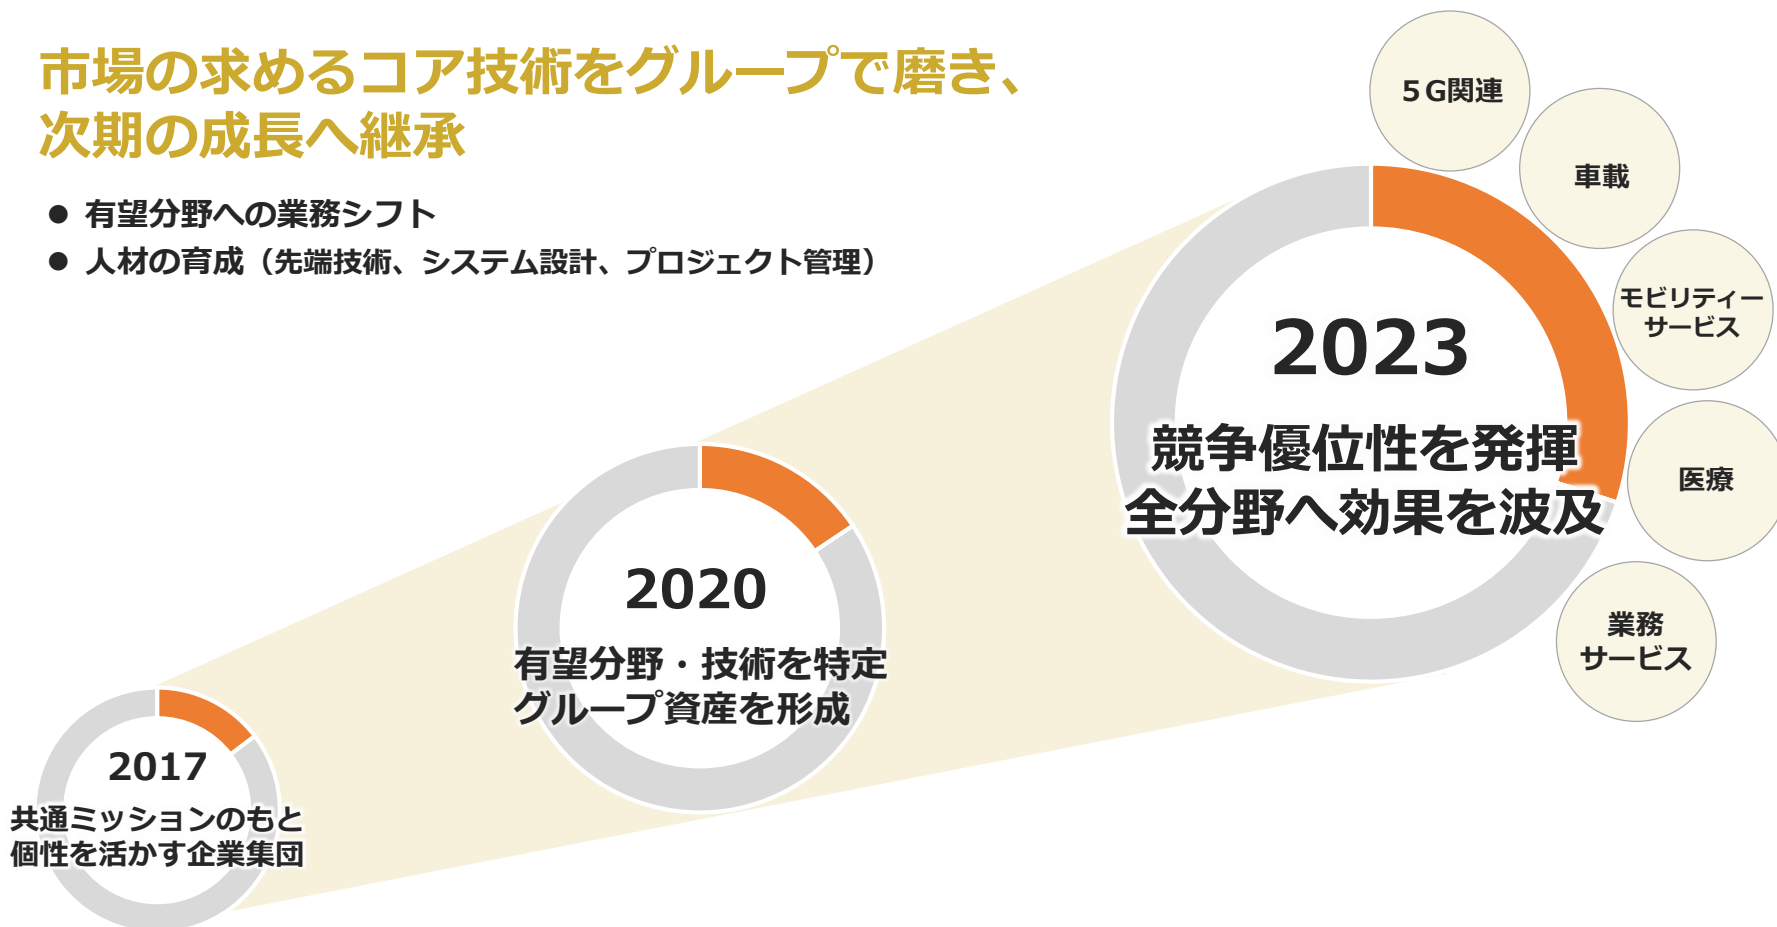 市場の求めるコア技術をグループで磨き、
次期の成長へ継承
● 有望分野への業務シフト
● 人材の育成（先端技術、システム設計、プロジェクト管理）
2017
共通ミッションのもと
個性を活かす企業集団
2020
有望分野・技術を特定
グループ資産を形成
2023
競争優位性を発揮
全分野へ効果を波及
５G関連
車載
モビリティー
サービス
医療
業務
サービス